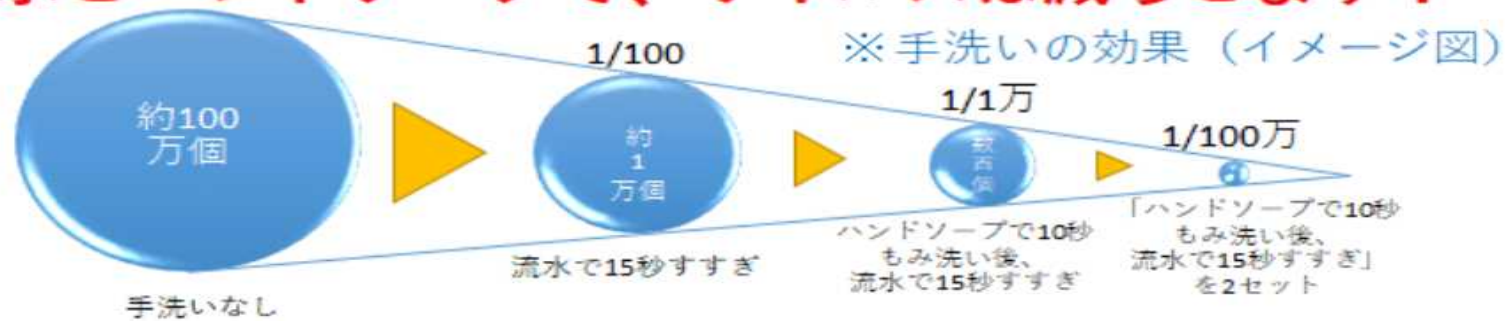 ※手洗いの効果（イメージ図）
約100
万個
手洗いなし
1/100
約
1
万個
流水で15秒すすぎ
1/1万
数百個
ハンドソープで10秒
もみ洗い後、
流水で15秒すすぎ
1/100万
「ハンドソープで10秒
もみ洗い後、
流水で15秒すすぎ」
を2セット